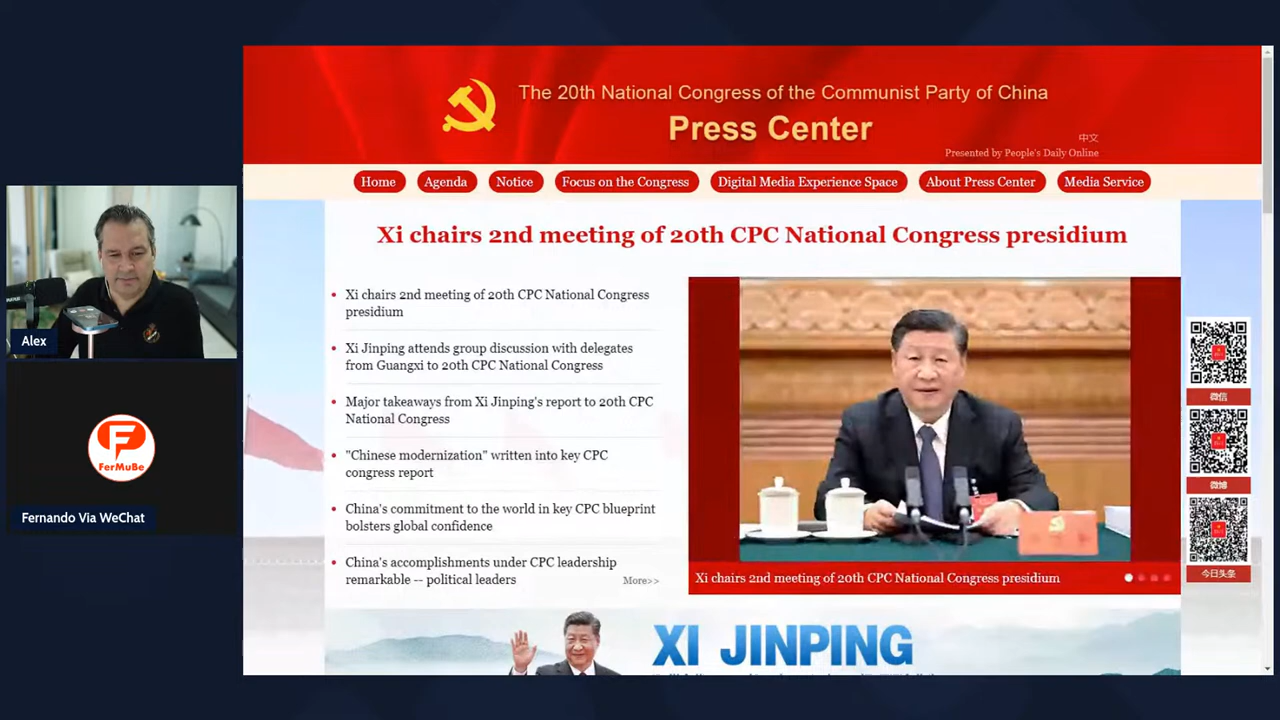 The 20th National Congress of the Communist Party of China
Press Center
中文
Presented by People's Daily Online
Home
Agenda
Notice
Focus on the Congress
Digital Media Experience Space
About Press Center
Media Service
Xi chairs 2nd meeting of 20th CPC National Congress presidium
Xi chairs 2nd meeting of 20th CPC National Congress
presidium
Xi Jinping attends group discussion with delegates
from Guangxi to 20th CPC National Congress
Major takeaways from Xi Jinping's report to 20th CPC
National Congress
"Chinese modernization" written into key CPC
congress report
China's commitment to the world in key CPC blueprint
bolsters global confidence
China's accomplishments under CPC leadership
remarkable -- political leaders
More>>
Xi chairs 2nd meeting of 20th CPC National Congress presidium
微信
微博
今日头条
XI JINPING
Alex
F
FerMuBe
Fernando Via WeChat